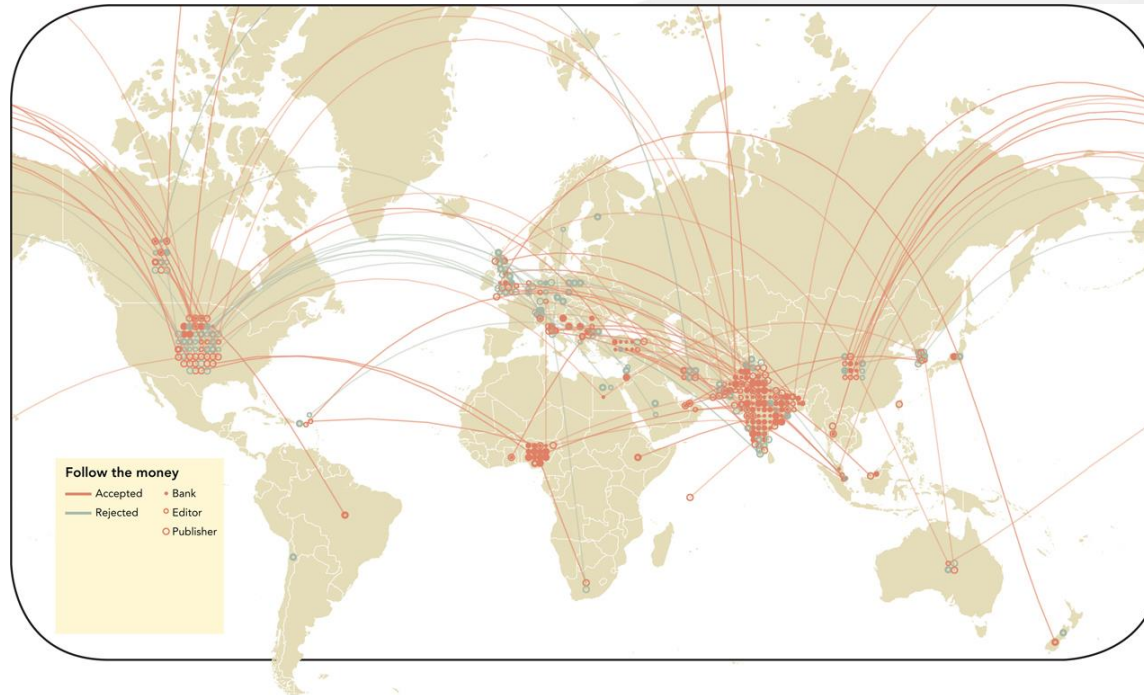 Follow the money
Accepted
Bank
Rejected
Editor
Publisher